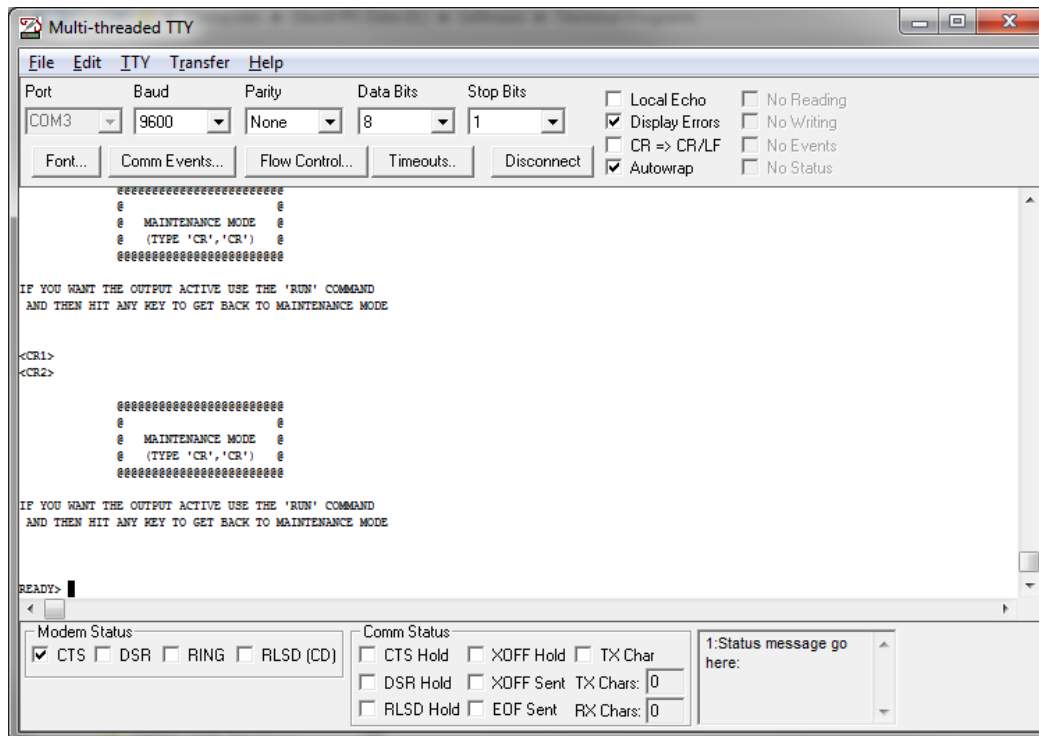 Multi-threaded TTY
File Edit TTY Transfer Help
Port Baud Parity Data Bits Stop Bits
COM3 9600 None 8 1
Local Echo No Reading
Display Errors No Writing
CR => CR/LF No Events
Autowrap No Status
Font... Comm Events... Flow Control... Timeouts.. Disconnect
@@@@@@@@@@@@@@@@@@@@@@@@
@ @
@ MAINTENANCE MODE @
@ (TYPE 'CR','CR') @
@@@@@@@@@@@@@@@@@@@@@@@@
IF YOU WANT THE OUTPUT ACTIVE USE THE 'RUN' COMMAND
AND THEN HIT ANY KEY TO GET BACK TO MAINTENANCE MODE
<CR1>
<CR2>
@@@@@@@@@@@@@@@@@@@@@@@@
@ @
@ MAINTENANCE MODE @
@ (TYPE 'CR','CR') @
@@@@@@@@@@@@@@@@@@@@@@@@
IF YOU WANT THE OUTPUT ACTIVE USE THE 'RUN' COMMAND
AND THEN HIT ANY KEY TO GET BACK TO MAINTENANCE MODE
READY>
Modem Status
CTS DSR RING RLSD (CD)
Comm Status
CTS Hold XOFF Hold TX Char
DSR Hold XOFF Sent TX Chars: 0
RLSD Hold EOF Sent RX Chars: 0
1:Status message go
here: